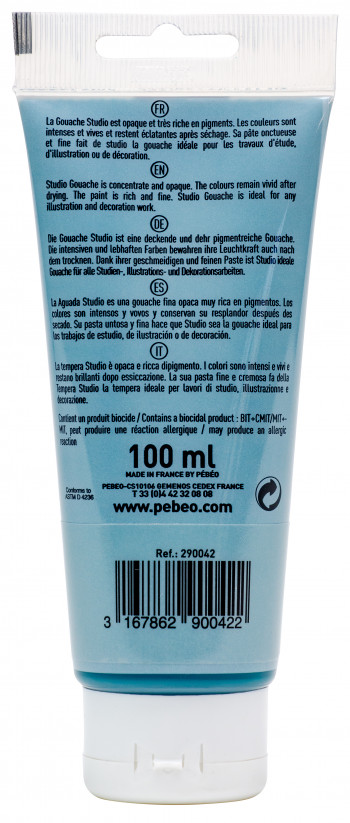 FR
La Gouache Studio est opaque et très riche en pigments. Les couleurs sont
intenses et vives et restent éclatantes après séchage. Sa pâte onctueuse
et fine fait de studio la gouache idéale pour les travaux d'étude,
d'illustration ou de décoration.
EN
Studio Gouache is concentrate and opaque. The colours remain vivid after
drying. The paint is rich and fine. Studio Gouache is ideal for any
illustration and decoration work.
DE
Die Gouache Studio ist eine deckende und dehr pigmentreiche Gouache.
Die intensiven und lebhaften Farben bewahren ihre Leuchtkraft auch nach
dem trocknen. Dank ihrer geschmeidigen und feinen Paste ist Studio ideale
Gouache für alle Studien-, Illustrations- und Dekorationsarbeiten.
ES
La Aguada Studio es una gouache fina opaca muy rica en pigmentos. Los
colores son intensos y vovos y conservan su resplandor después des
secado. Su pasta untosa y fina hace que Studio sea la gouache ideal para
los trabajos de estudio, de ilustración o de decoración.
IT
La tempera Studio è opaca e ricca dipigmento. I colori sono intensi e vivi e
restano brillanti dopo essiccazione. La sua pasta fine e cremosa fa della
Tempera Studio la tempera ideale per lavori di studio, illustrazione e
decorazione.
Contient un produit biocide / Contains a biocidal product : BIT+CMIT/MIT+-
MIT, peut produire une réaction allergique / may produce an allergic
reaction
100 ml
MADE IN FRANCE BY PÉBÉO
Conforms to
ASTM D-4236
PEBEO-CS10106 GEMENOS CEDEX FRANCE
T 33 (0)4 42 32 08 08
www.pebeo.com
Ref.: 290042
3 167862 900422